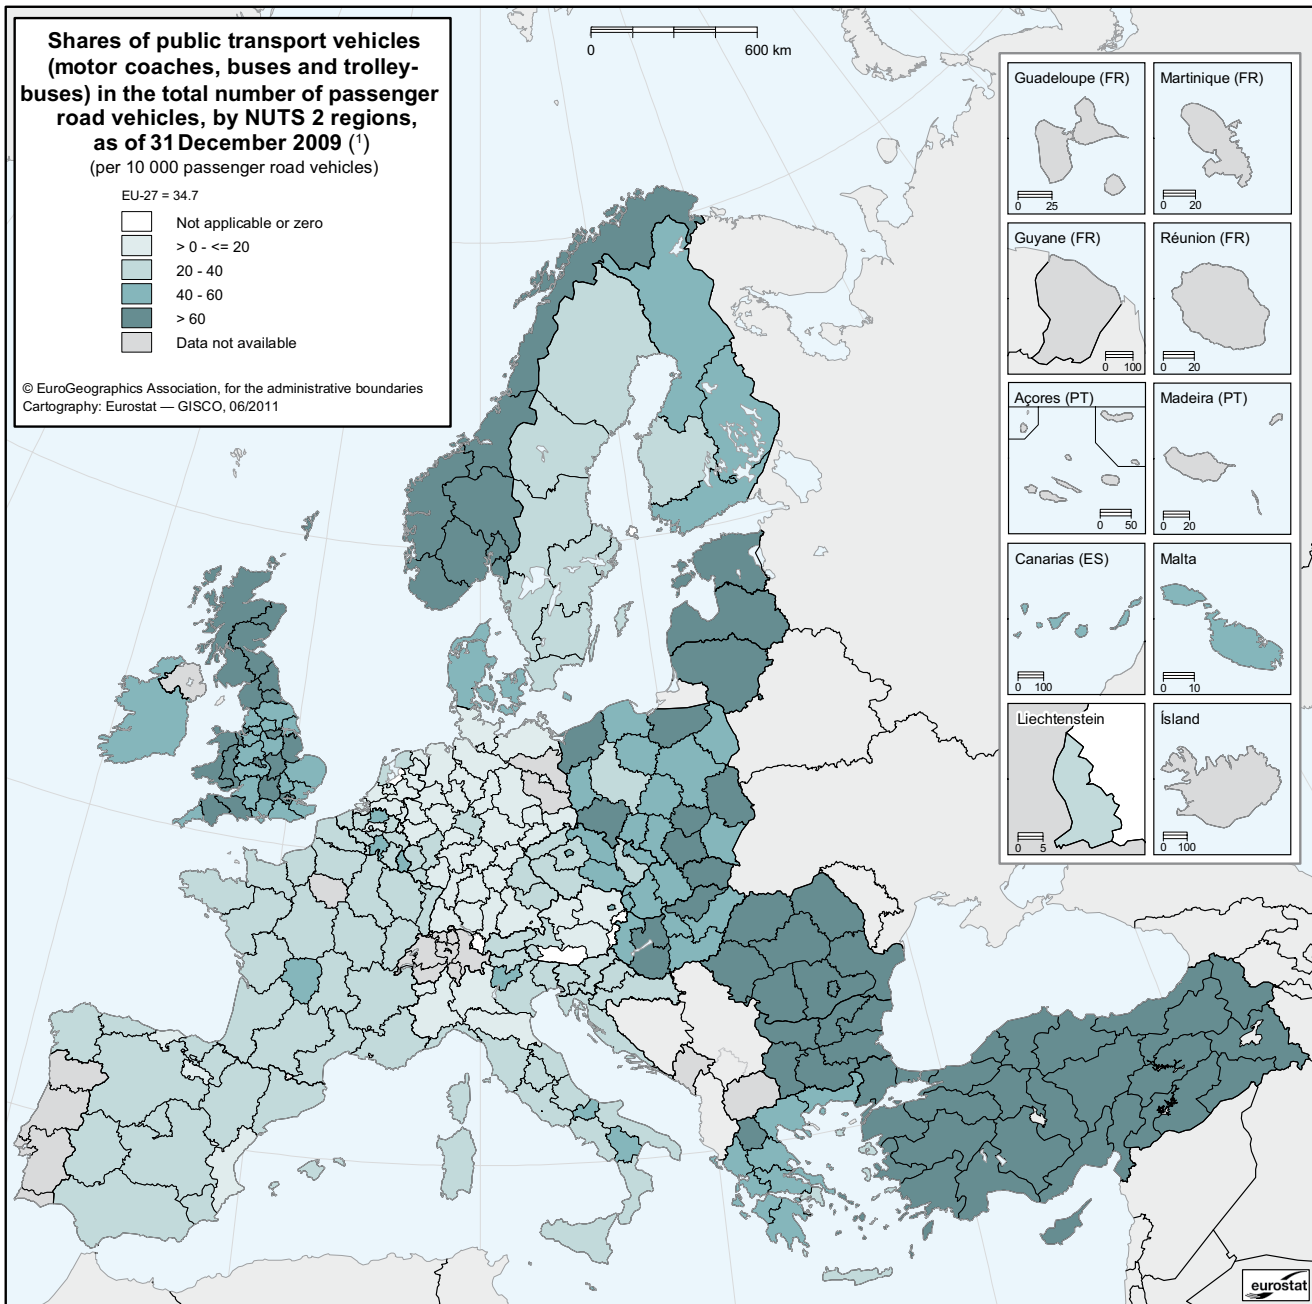 Shares of public transport vehicles
(motor coaches, buses and trolley-
buses) in the total number of passenger
road vehicles, by NUTS 2 regions,
as of 31 December 2009 (¹)
(per 10 000 passenger road vehicles)
EU-27 = 34.7
Not applicable or zero
> 0 - <= 20
20 - 40
40 - 60
> 60
Data not available
© EuroGeographics Association, for the administrative boundaries
Cartography: Eurostat — GISCO, 06/2011
0 600 km
Guadeloupe (FR)
0 25
Martinique (FR)
0 20
Guyane (FR)
0 100
Réunion (FR)
0 20
Açores (PT)
0 50
Madeira (PT)
0 20
Canarias (ES)
0 100
Malta
0 10
Liechtenstein
0 5
Ísland
0 100
eurostat